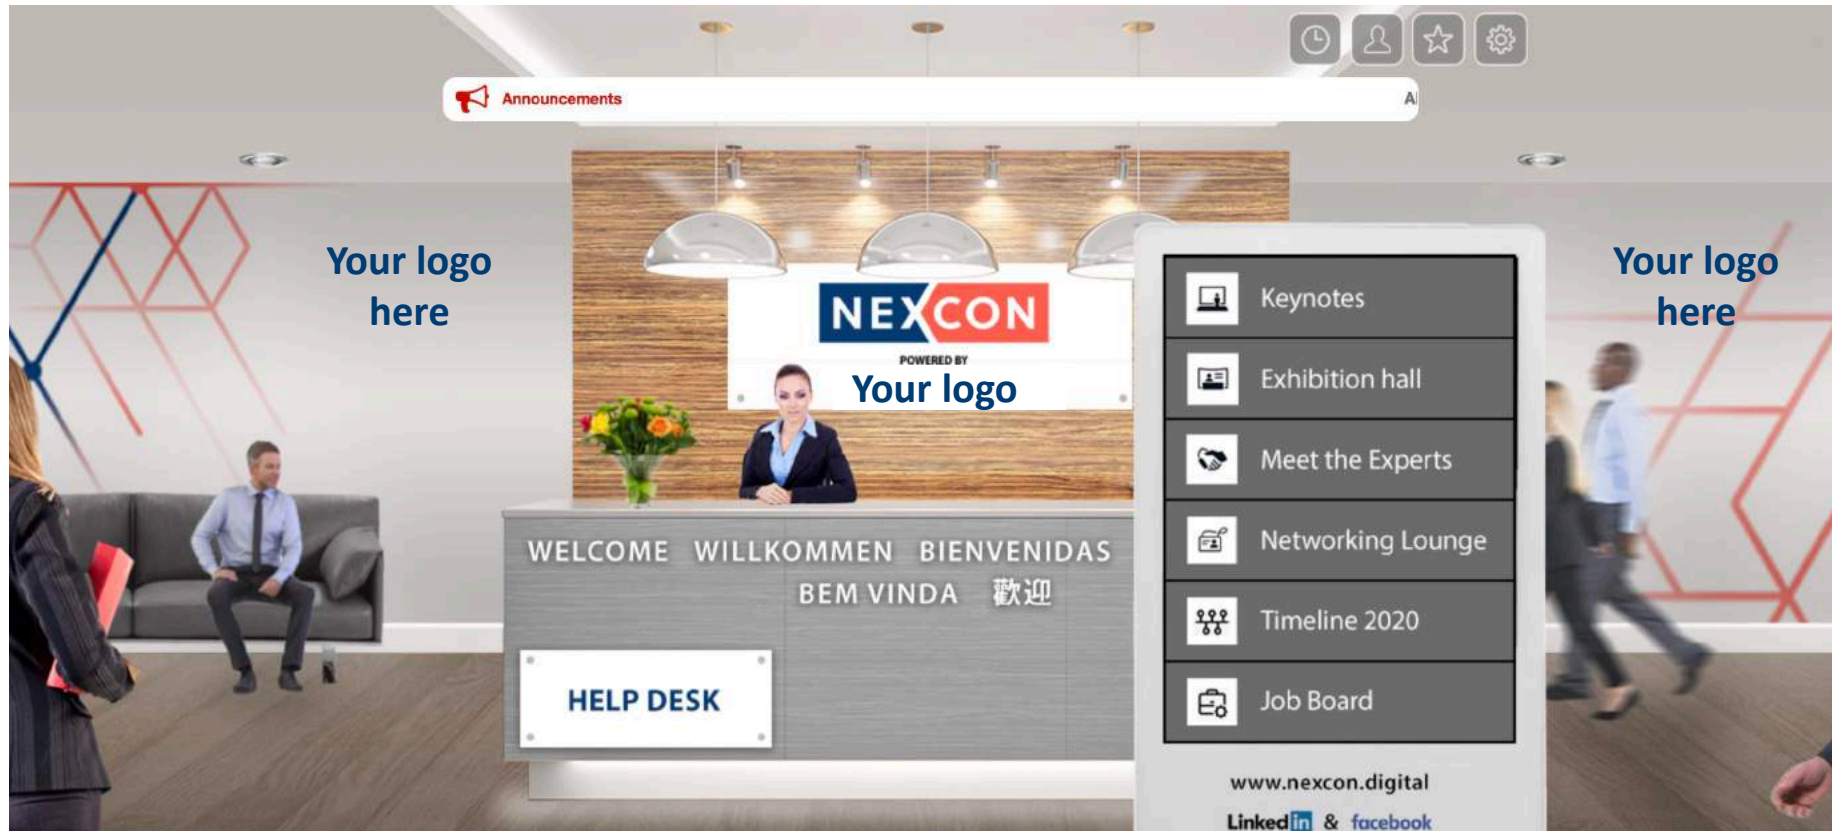 Announcements
A
Your logo
here
NEXCON
POWERED BY
Your logo
Your logo
here
WELCOME WILLKOMMEN BIENVENIDAS
BEM VINDA 歡迎
HELP DESK
Keynotes
Exhibition hall
Meet the Experts
Networking Lounge
Timeline 2020
Job Board
www.nexcon.digital
Linkedin & facebook